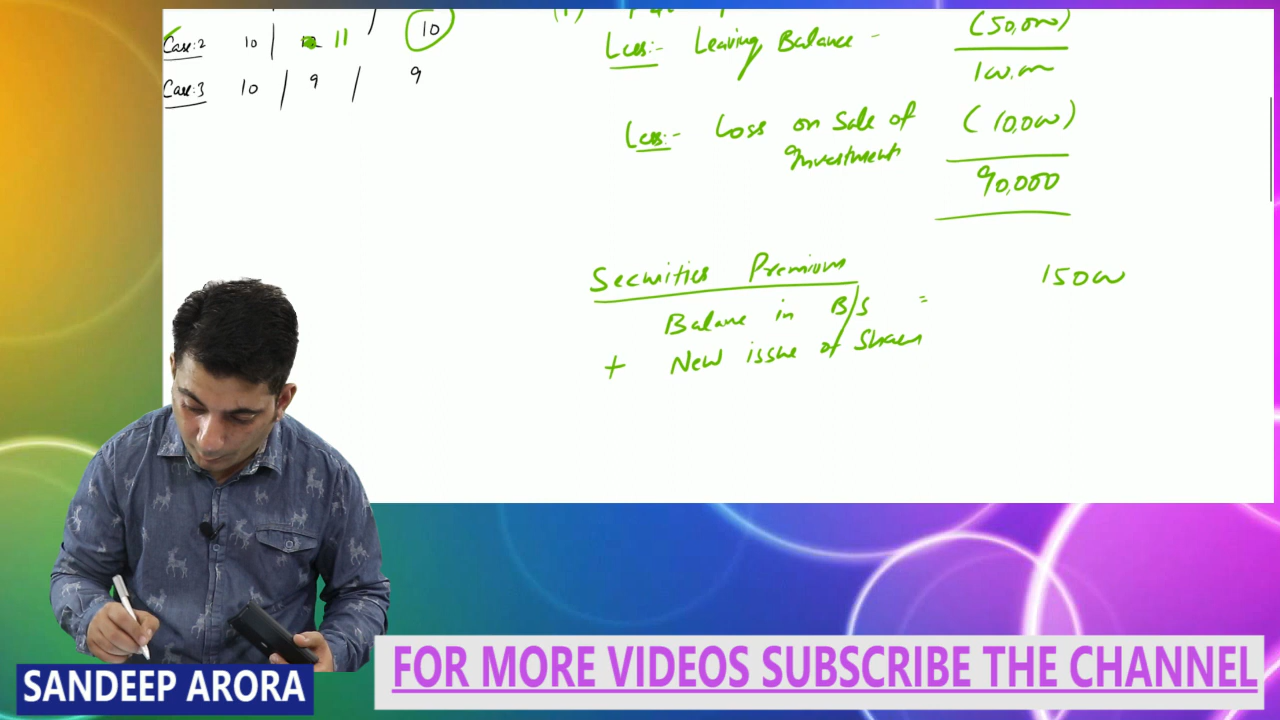 Case:2 10 | 11 10
Case:3 10 | 9 | 9
(50,000)
Less:- Leaving Balance -
100,000
Less:- Loss on Sale of (10,000)
Investment
90,000
Securities Premium
Balance in B/S = 15000
+ New issue of Shares
SANDEEP ARORA
FOR MORE VIDEOS SUBSCRIBE THE CHANNEL